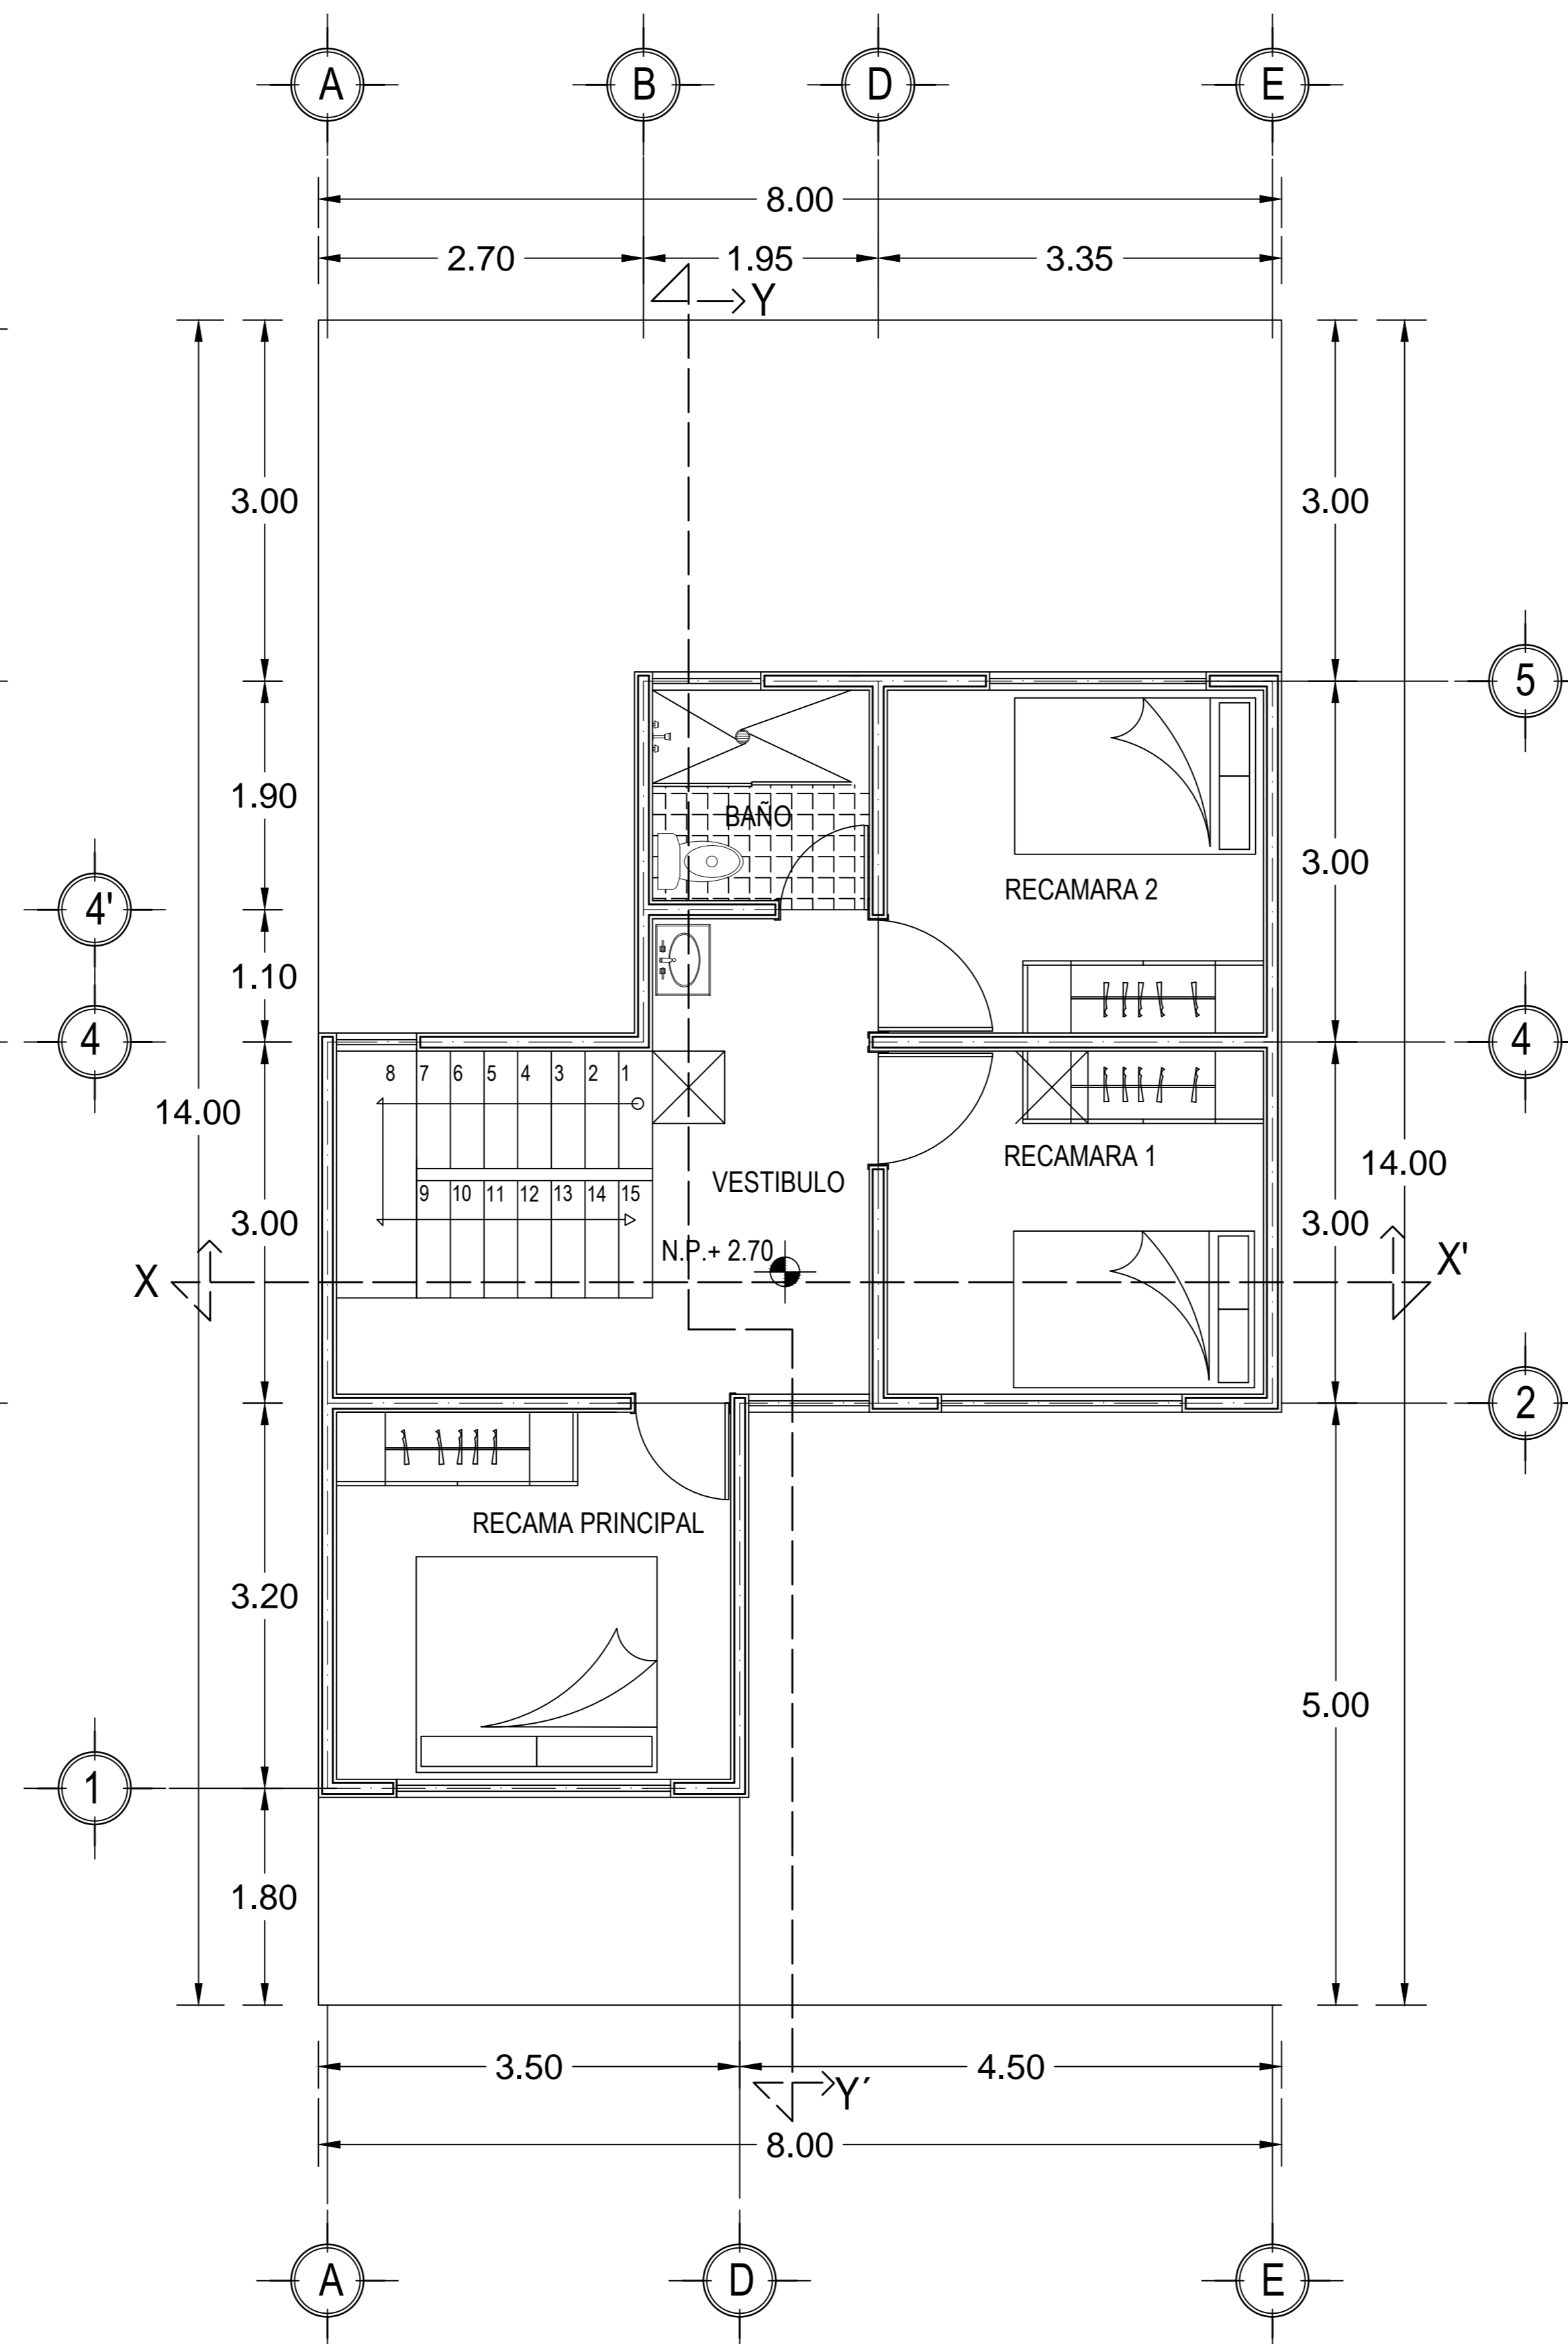 A B D E
8.00
2.70 1.95 3.35
Y
3.00 3.00
5
1.90 BAÑO 3.00
RECAMARA 2
4'
1.10
4 4
8 7 6 5 4 3 2 1
14.00
RECAMARA 1 14.00
VESTIBULO
9 10 11 12 13 14 15
3.00 3.00
N.P.+ 2.70
X X'
2
RECAMA PRINCIPAL
3.20
5.00
1
1.80
3.50 4.50
Y´
8.00
A D E